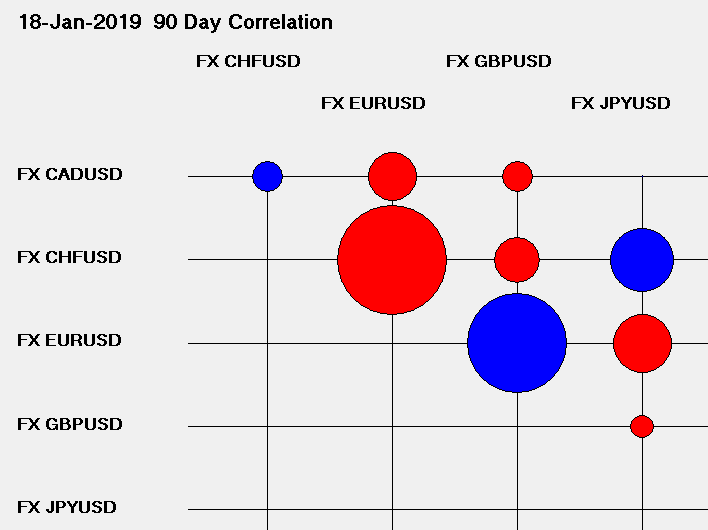 18-Jan-2019 90 Day Correlation
FX CHFUSD FX GBPUSD
FX EURUSD FX JPYUSD
FX CADUSD
FX CHFUSD
FX EURUSD
FX GBPUSD
FX JPYUSD